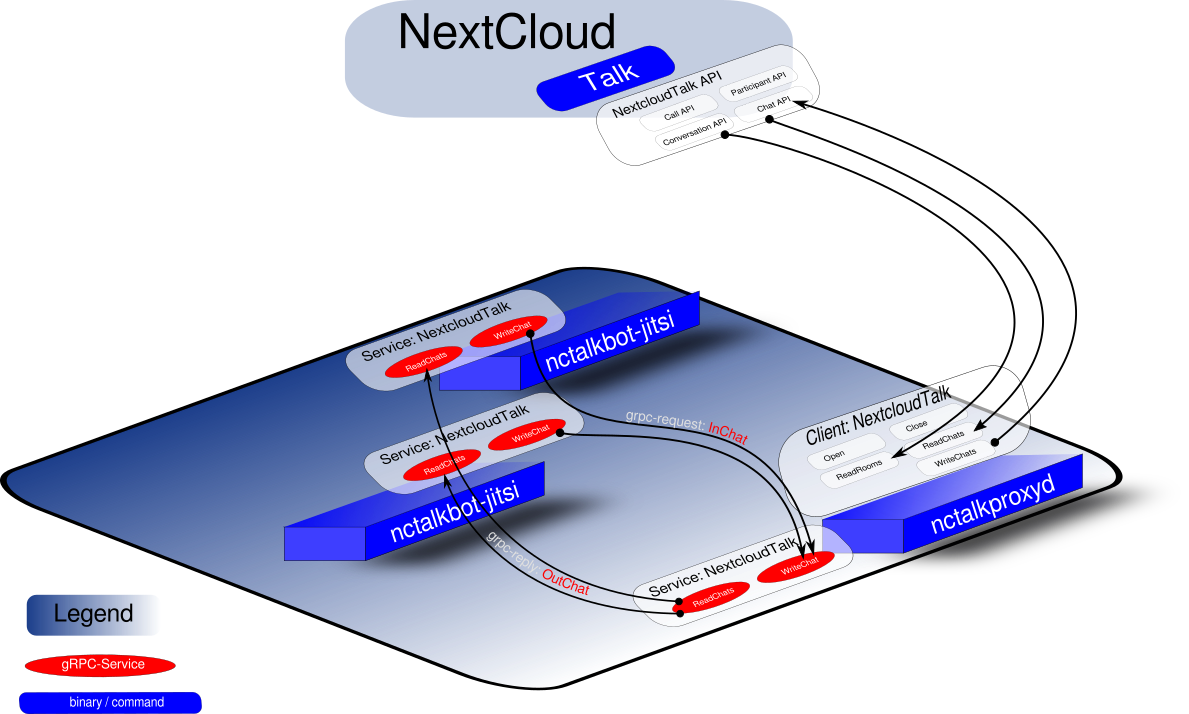 NextCloud
Talk
NextcloudTalk API
Participant API
Call API
Chat API
Conversation API
Service: NextcloudTalk
WriteChat
ReadChats
nctalkbot-jitsi
Service: NextcloudTalk
WriteChat
ReadChats
nctalkbot-jitsi
grpc-request: InChat
Client: NextcloudTalk
Close
Open
ReadChats
ReadRooms
WriteChats
nctalkproxyd
grpc-reply: OutChat
Service: NextcloudTalk
WriteChat
ReadChats
Legend
gRPC-Service
binary / command